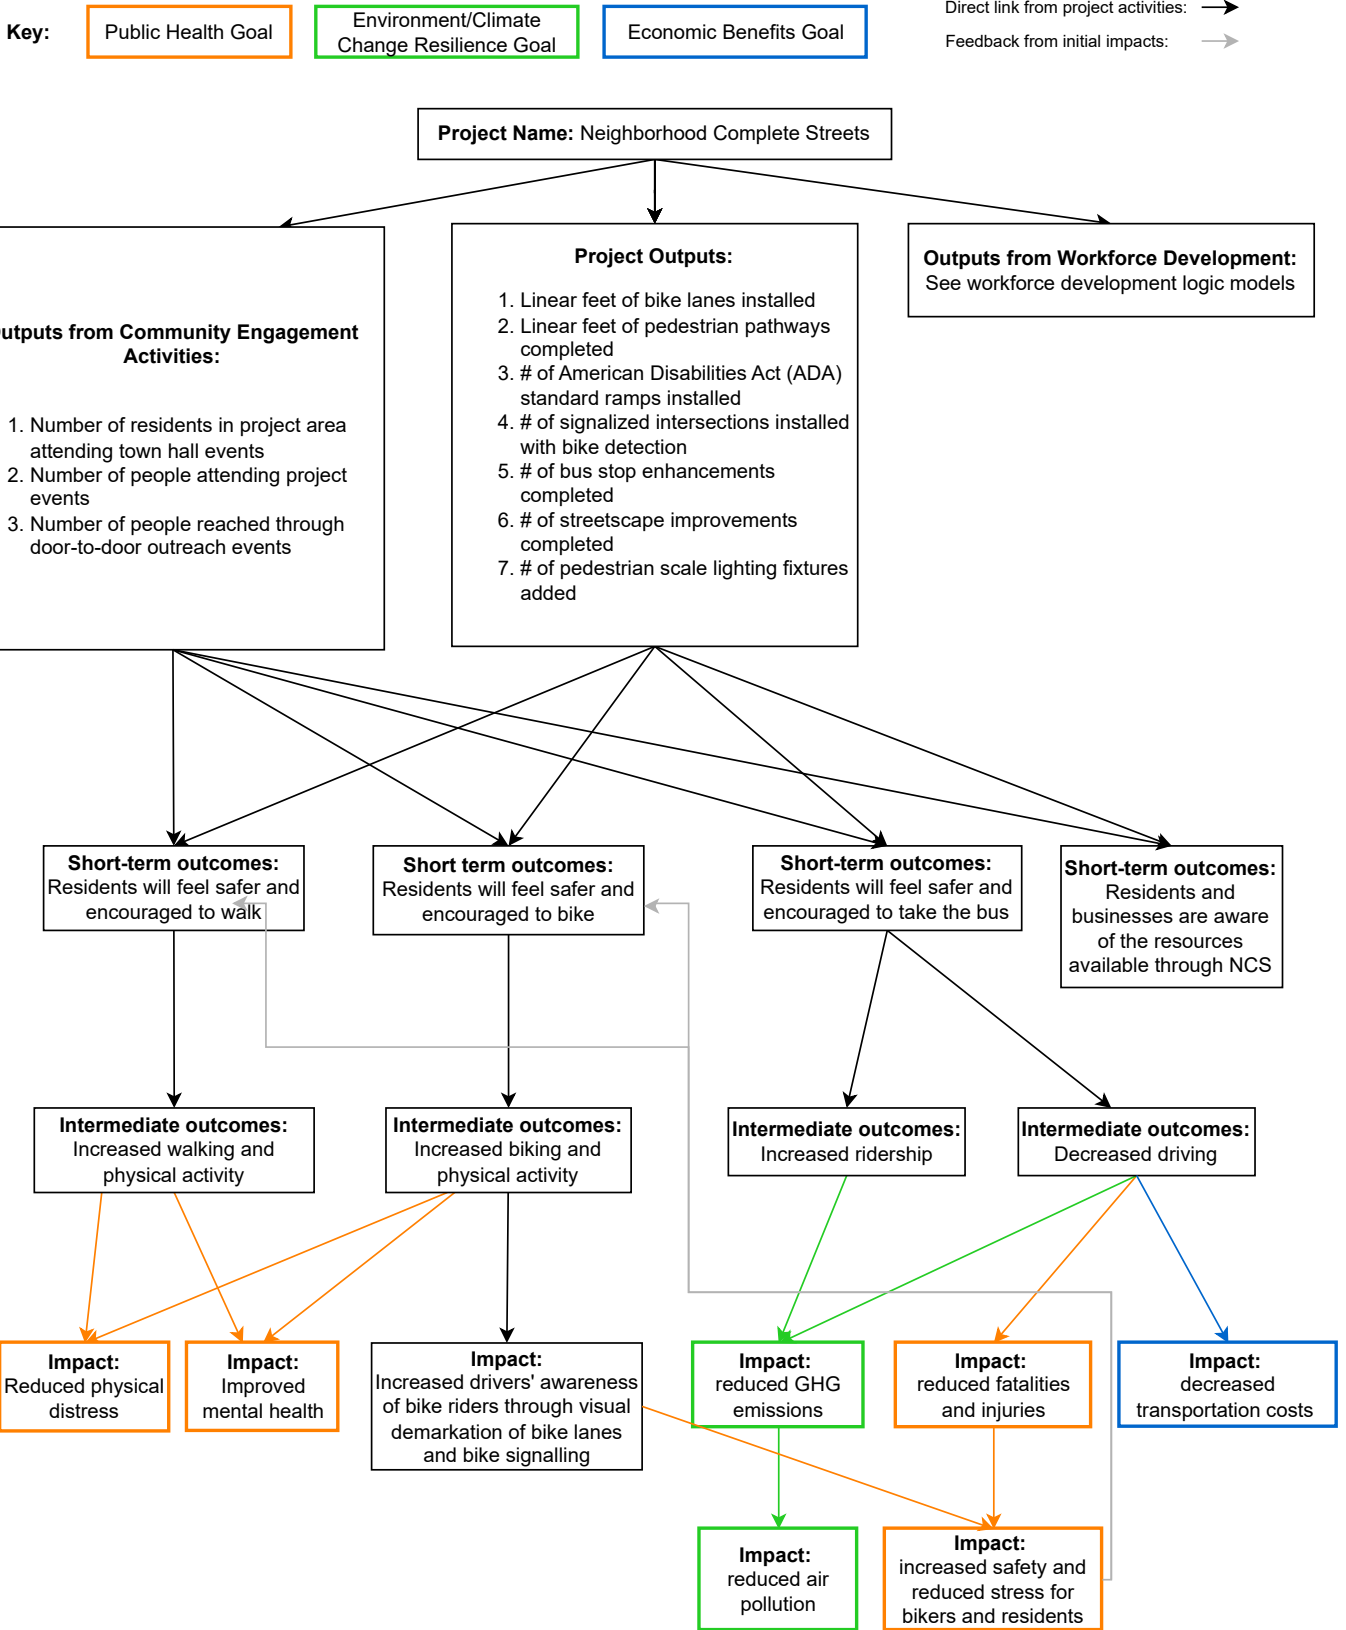 Key:
Public Health Goal
Environment/Climate
Change Resilience Goal
Economic Benefits Goal
Direct link from project activities:
Feedback from initial impacts:
Project Name: Neighborhood Complete Streets
utputs from Community Engagement
Activities:
1. Number of residents in project area
attending town hall events
2. Number of people attending project
events
3. Number of people reached through
door-to-door outreach events
Project Outputs:
1. Linear feet of bike lanes installed
2. Linear feet of pedestrian pathways
completed
3. # of American Disabilities Act (ADA)
standard ramps installed
4. # of signalized intersections installed
with bike detection
5. # of bus stop enhancements
completed
6. # of streetscape improvements
completed
7. # of pedestrian scale lighting fixtures
added
Outputs from Workforce Development:
See workforce development logic models
Short-term outcomes:
Residents will feel safer and
encouraged to walk
Short term outcomes:
Residents will feel safer and
encouraged to bike
Short-term outcomes:
Residents will feel safer and
encouraged to take the bus
Short-term outcomes:
Residents and
businesses are aware
of the resources
available through NCS
Intermediate outcomes:
Increased walking and
physical activity
Intermediate outcomes:
Increased biking and
physical activity
Intermediate outcomes:
Increased ridership
Intermediate outcomes:
Decreased driving
Impact:
Reduced physical
distress
Impact:
Improved
mental health
Impact:
Increased drivers' awareness
of bike riders through visual
demarkation of bike lanes
and bike signalling
Impact:
reduced GHG
emissions
Impact:
reduced fatalities
and injuries
Impact:
decreased
transportation costs
Impact:
reduced air
pollution
Impact:
increased safety and
reduced stress for
bikers and residents